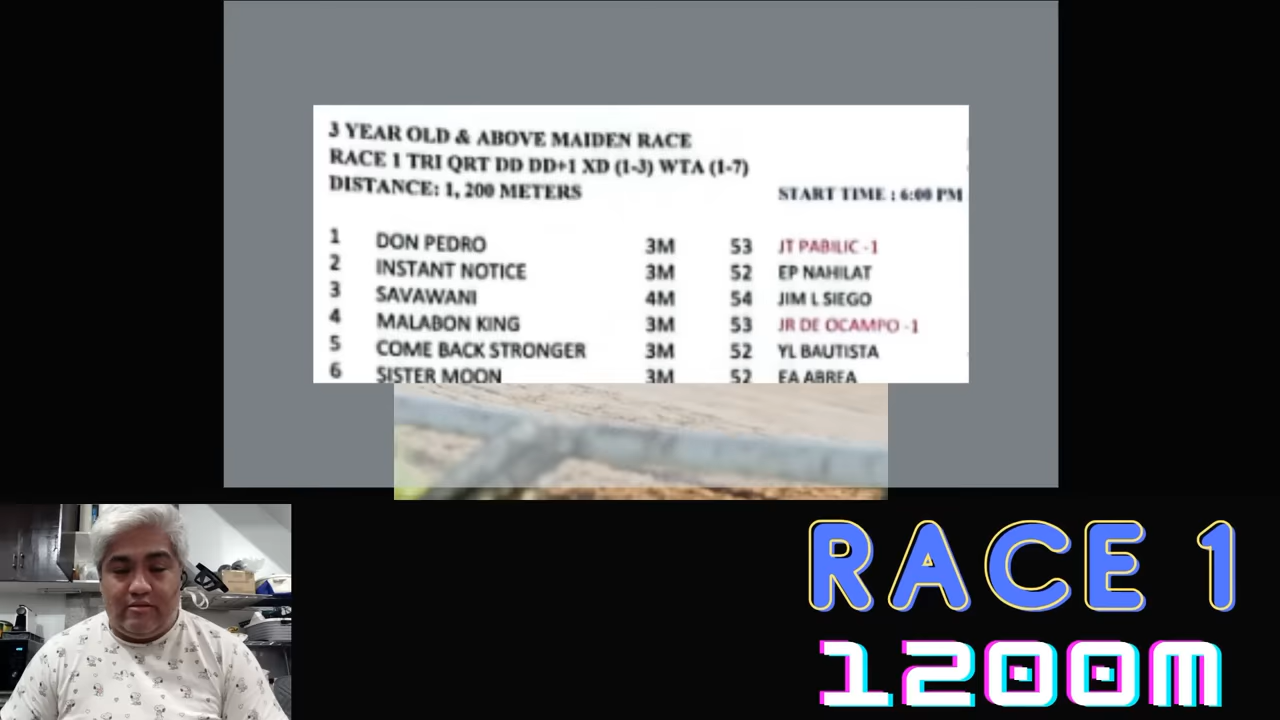 3 YEAR OLD & ABOVE MAIDEN RACE
RACE 1 TRI QRT DD DD+1 XD (1-3) WTA (1-7)
DISTANCE: 1, 200 METERS START TIME : 6:00 PM
1 DON PEDRO 3M 53 JT PABILIC -1
2 INSTANT NOTICE 3M 52 EP NAHILAT
3 SAVAWANI 4M 54 JIM L SIEGO
4 MALABON KING 3M 53 JR DE OCAMPO -1
5 COME BACK STRONGER 3M 52 YL BAUTISTA
6 SISTER MOON 3M 52 EA ABREA
RACE 1
1200M